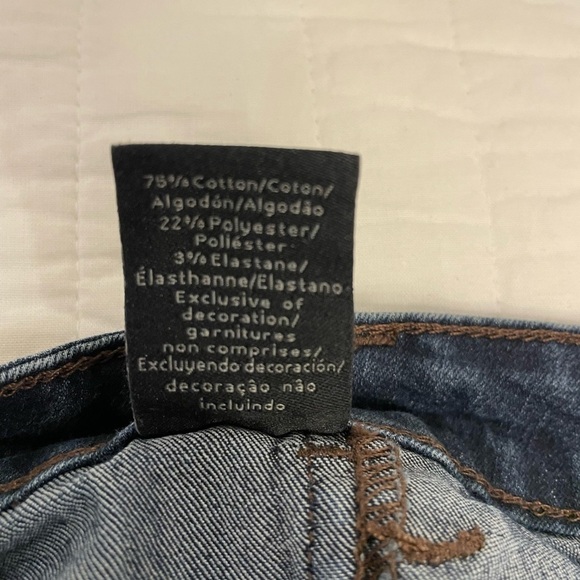 75% Cotton/Coton/
Algodón/Algodão
22% Polyester/
Poliéster
3% Elastane/
Élasthanne/Elastano
Exclusive of
decoration/
garnitures
non comprises/
Excluyendo decoración/
decoração não
incluindo